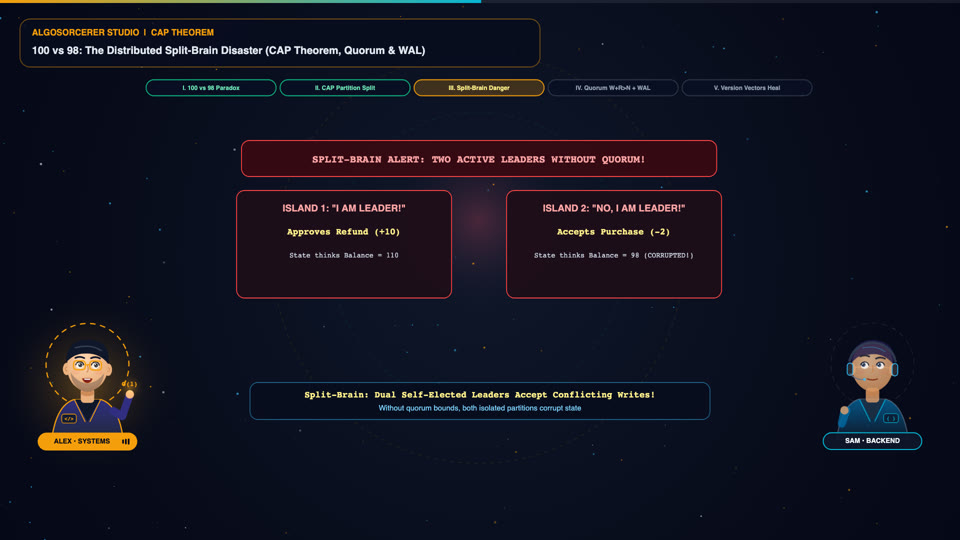 ALGOSORCERER STUDIO | CAP THEOREM
100 vs 98: The Distributed Split-Brain Disaster (CAP Theorem, Quorum & WAL)
I. 100 vs 98 Paradox
II. CAP Partition Split
III. Split-Brain Danger
IV. Quorum W+R>N + WAL
V. Version Vectors Heal
SPLIT-BRAIN ALERT: TWO ACTIVE LEADERS WITHOUT QUORUM!
ISLAND 1: "I AM LEADER!"
Approves Refund (+10)
State thinks Balance = 110
ISLAND 2: "NO, I AM LEADER!"
Accepts Purchase (-2)
State thinks Balance = 98 (CORRUPTED!)
Split-Brain: Dual Self-Elected Leaders Accept Conflicting Writes!
Without quorum bounds, both isolated partitions corrupt state
</>
ALEX · SYSTEMS
{ }
SAM · BACKEND